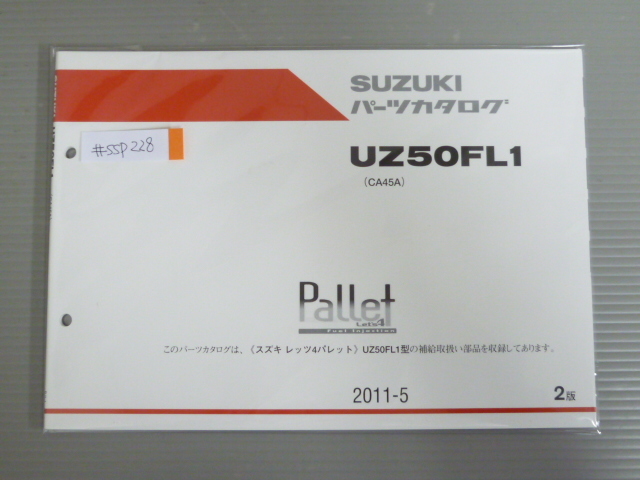 SUZUKI
パーツカタログ
#SSP228
UZ50FL1
(CA45A)
Pallet
Let's4
Fuel Injection
このパーツカタログは、《スズキ レッツ4パレット》UZ50FL1型の補給取扱い部品を収録してあります。
2011-5
2版